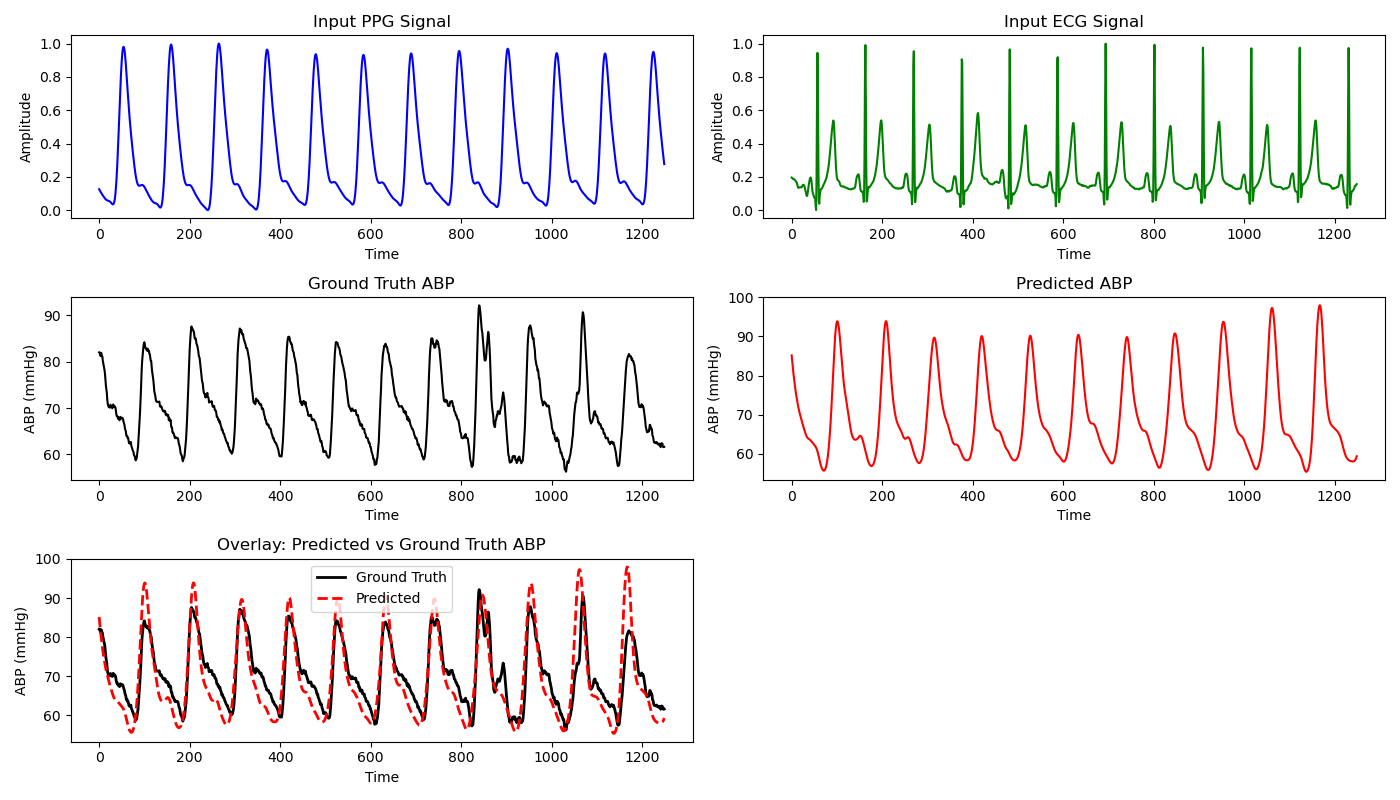 Input PPG Signal
Amplitude
1.0
0.8
0.6
0.4
0.2
0.0
0 200 400 600 800 1000 1200
Time
Input ECG Signal
Amplitude
1.0
0.8
0.6
0.4
0.2
0.0
0 200 400 600 800 1000 1200
Time
Ground Truth ABP
ABP (mmHg)
90
80
70
60
0 200 400 600 800 1000 1200
Time
Predicted ABP
ABP (mmHg)
100
90
80
70
60
0 200 400 600 800 1000 1200
Time
Overlay: Predicted vs Ground Truth ABP
ABP (mmHg)
100
90
80
70
60
Ground Truth
Predicted
0 200 400 600 800 1000 1200
Time